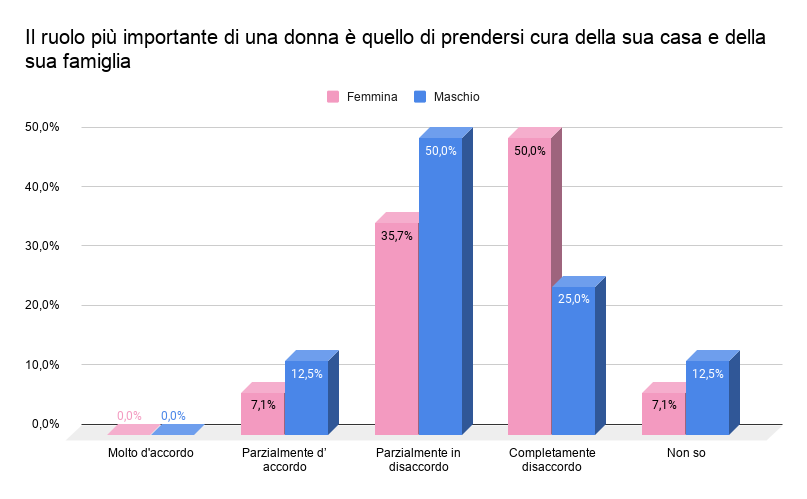 Il ruolo più importante di una donna è quello di prendersi cura della sua casa e della
sua famiglia
Femmina
Maschio
50,0%
40,0%
30,0%
20,0%
10,0%
0,0%
0,0%
0,0%
7,1%
12,5%
35,7%
50,0%
50,0%
25,0%
7,1%
12,5%
Molto d'accordo
Parzialmente d'
accordo
Parzialmente in
disaccordo
Completamente
disaccordo
Non so